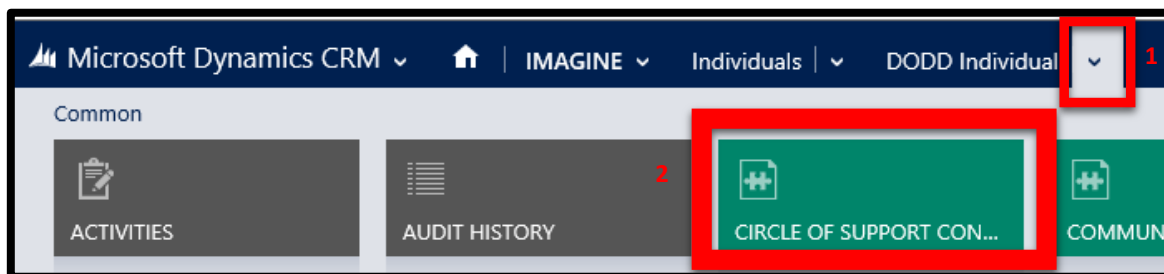 Microsoft Dynamics CRM IMAGINE Individuals DODD Individual 1
Common
2
ACTIVITIES AUDIT HISTORY CIRCLE OF SUPPORT CON... COMMUN